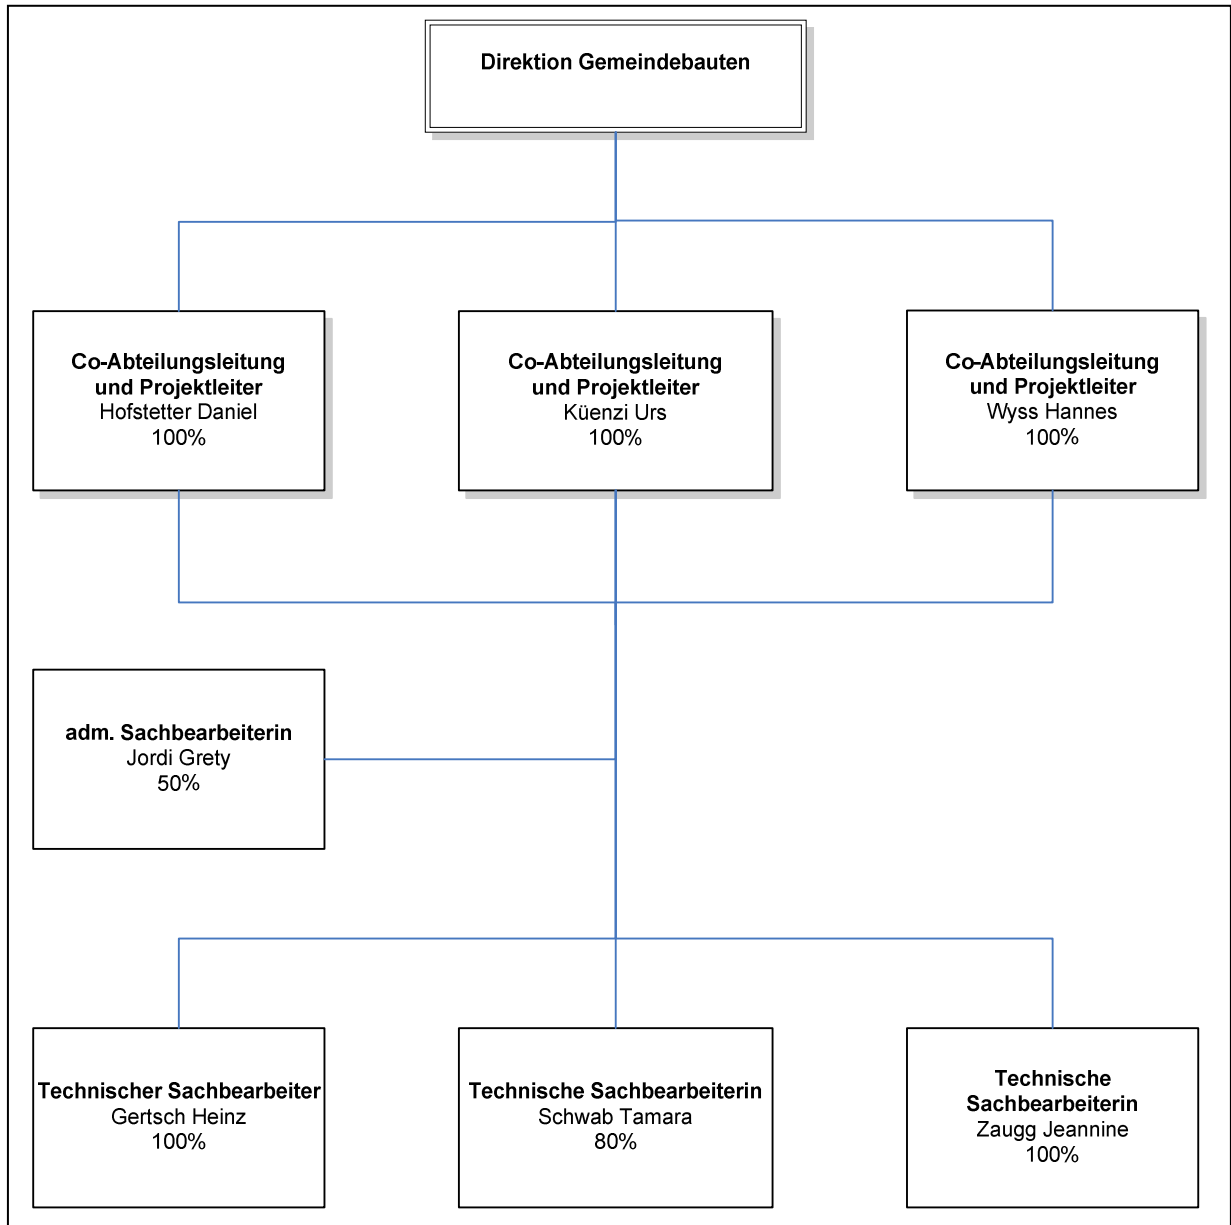 Direktion Gemeindebauten
Co-Abteilungsleitung
und Projektleiter
Hofstetter Daniel
100%
Co-Abteilungsleitung
und Projektleiter
Küenzi Urs
100%
Co-Abteilungsleitung
und Projektleiter
Wyss Hannes
100%
adm. Sachbearbeiterin
Jordi Grety
50%
Technischer Sachbearbeiter
Gertsch Heinz
100%
Technische Sachbearbeiterin
Schwab Tamara
80%
Technische
Sachbearbeiterin
Zaugg Jeannine
100%